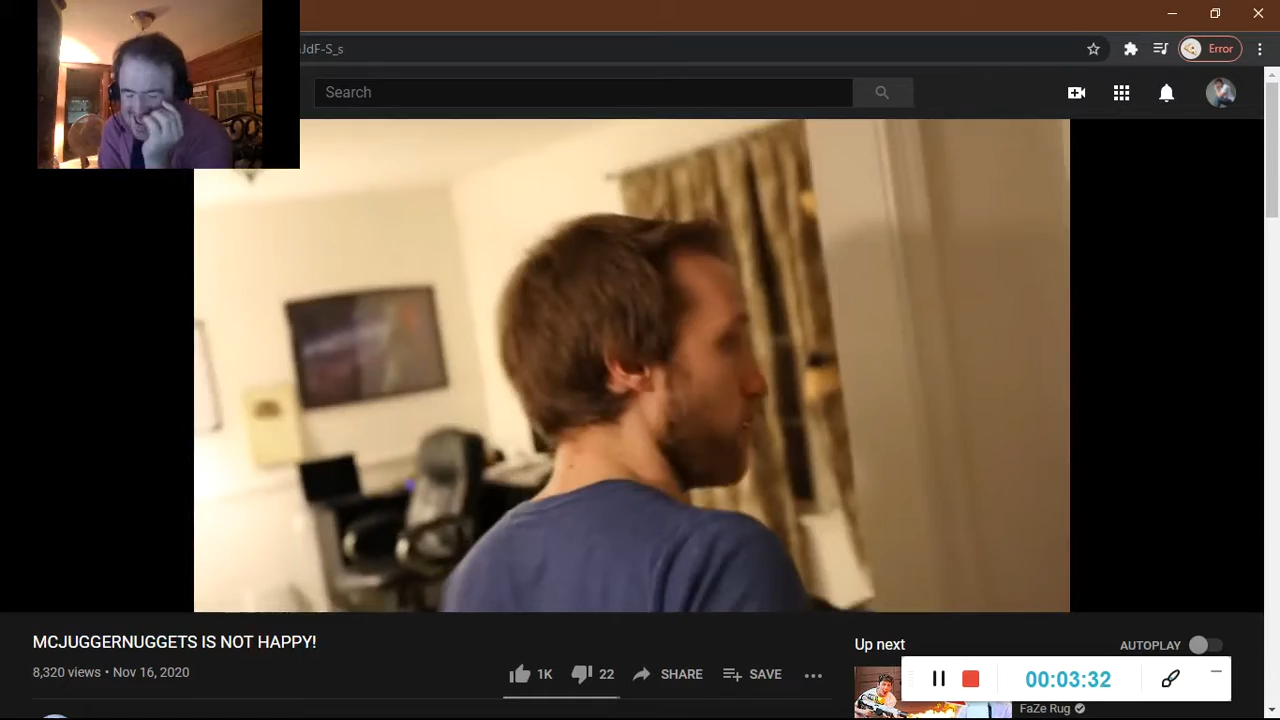 JdF-S_s
Error
Search
MCJUGGERNUGGETS IS NOT HAPPY!
8,320 views • Nov 16, 2020
1K
22
SHARE
SAVE
Up next
AUTOPLAY
00:03:32
FaZe Rug